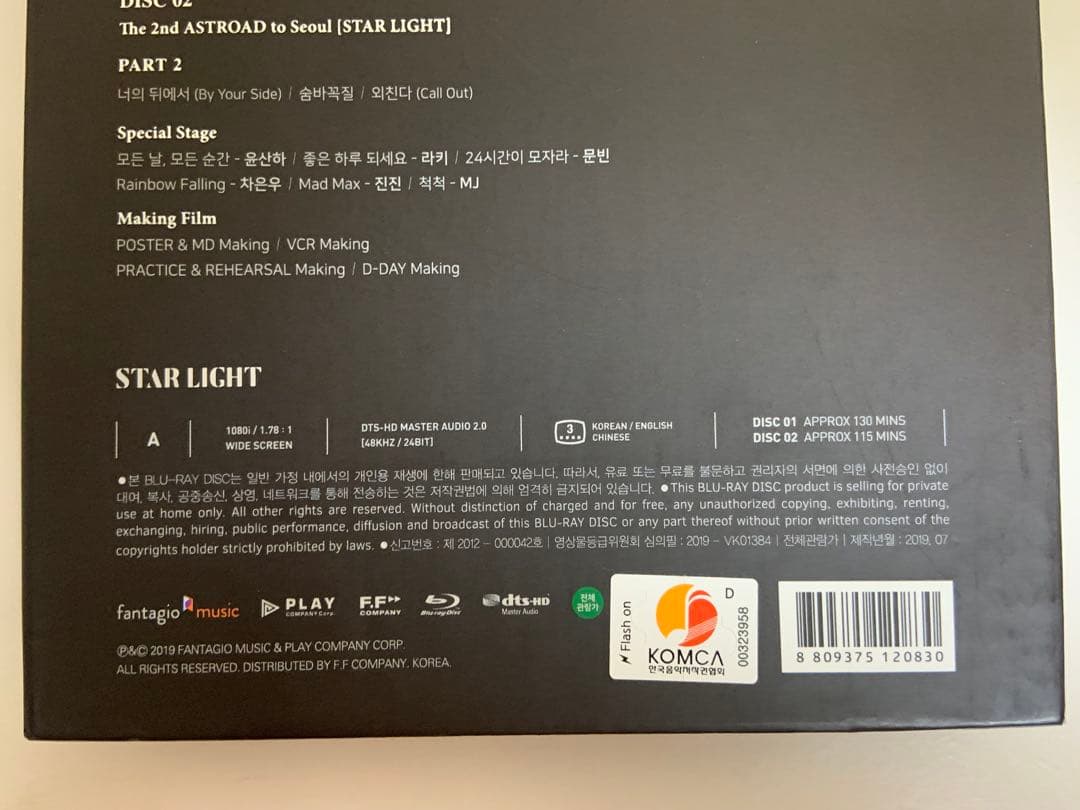 DISC 02
The 2nd ASTROAD to Seoul [STAR LIGHT]
PART 2
너의 뒤에서 (By Your Side) / 숨바꼭질 / 외친다 (Call Out)
Special Stage
모든 날, 모든 순간 - 윤산하 / 좋은 하루 되세요 - 라키 / 24시간이 모자라 - 문빈
Rainbow Falling - 차은우 / Mad Max - 진진 / 척척 - MJ
Making Film
POSTER & MD Making / VCR Making
PRACTICE & REHEARSAL Making / D-DAY Making
STAR LIGHT
A
1080i / 1.78 : 1
WIDE SCREEN
DTS-HD MASTER AUDIO 2.0
[48KHZ / 24BIT]
3
KOREAN / ENGLISH
CHINESE
DISC 01 APPROX 130 MINS
DISC 02 APPROX 115 MINS
●본 BLU-RAY DISC는 일반 가정 내에서의 개인용 재생에 한해 판매되고 있습니다. 따라서, 유료 또는 무료를 불문하고 권리자의 서면에 의한 사전승인 없이
대여, 복사, 공중송신, 상영, 네트워크를 통해 전송하는 것은 저작권법에 의해 엄격히 금지되어 있습니다. ●This BLU-RAY DISC product is selling for private
use at home only. All other rights are reserved. Without distinction of charged and for free, any unauthorized copying, exhibiting, renting,
exchanging, hiring, public performance, diffusion and broadcast of this BLU-RAY DISC or any part thereof without prior written consent of the
copyrights holder strictly prohibited by laws. ●신고번호 : 제 2012 - 000042호 | 영상물등급위원회 심의필 : 2019 - VK01384 | 전체관람가 | 제작년월 : 2019. 07
fantagio music
PLAY
COMPANY Corp.
F.F
COMPANY
Blu-ray Disc
dts-HD
Master Audio
전체
관람가
Flash on
KOMCA
한국음악저작권협회
D
00323958
8 809375 120830
℗&© 2019 FANTAGIO MUSIC & PLAY COMPANY CORP.
ALL RIGHTS RESERVED. DISTRIBUTED BY F.F COMPANY. KOREA.